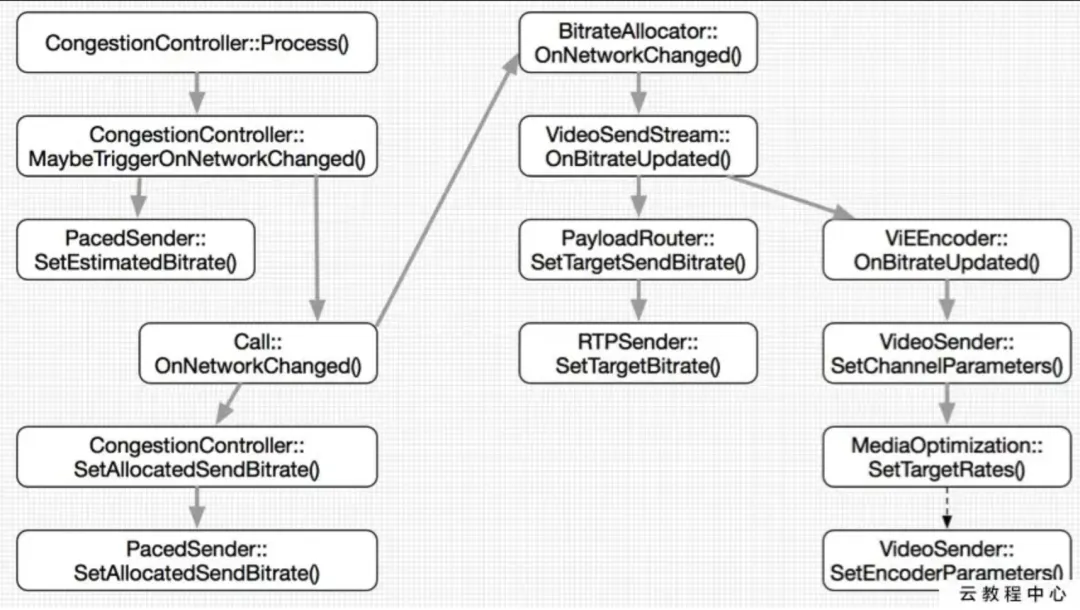 CongestionController::Process()
CongestionController::
MaybeTriggerOnNetworkChanged()
PacedSender::
SetEstimatedBitrate()
Call::
OnNetworkChanged()
CongestionController::
SetAllocatedSendBitrate()
PacedSender::
SetAllocatedSendBitrate()
BitrateAllocator::
OnNetworkChanged()
VideoSendStream::
OnBitrateUpdated()
PayloadRouter::
SetTargetSendBitrate()
RTPSender::
SetTargetBitrate()
ViEEncoder::
OnBitrateUpdated()
VideoSender::
SetChannelParameters()
MediaOptimization::
SetTargetRates()
VideoSender::
SetEncoderParameters()
云教程中心